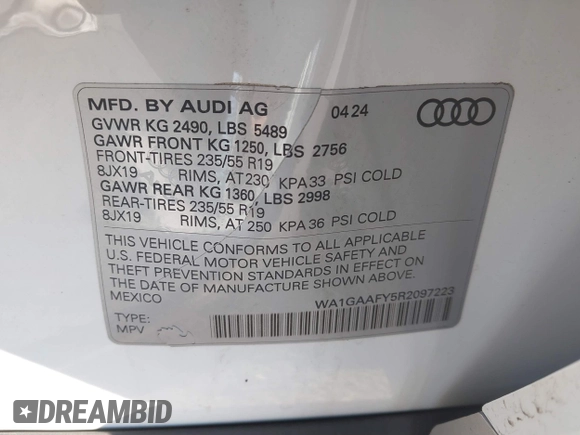 MFD. BY AUDI AG 04 24
GVWR KG 2490, LBS 5489
GAWR FRONT KG 1250, LBS 2756
FRONT-TIRES 235/55 R19
8JX19 RIMS, AT 230 KPA 33 PSI COLD
GAWR REAR KG 1360, LBS 2998
REAR-TIRES 235/55 R19
8JX19 RIMS, AT 250 KPA 36 PSI COLD
THIS VEHICLE CONFORMS TO ALL APPLICABLE
U.S. FEDERAL MOTOR VEHICLE SAFETY AND
THEFT PREVENTION STANDARDS IN EFFECT ON
THE DATE OF MANUFACTURE SHOWN ABOVE.
MEXICO
WA1GAAFY5R2097223
TYPE:
MPV
DREAMBID